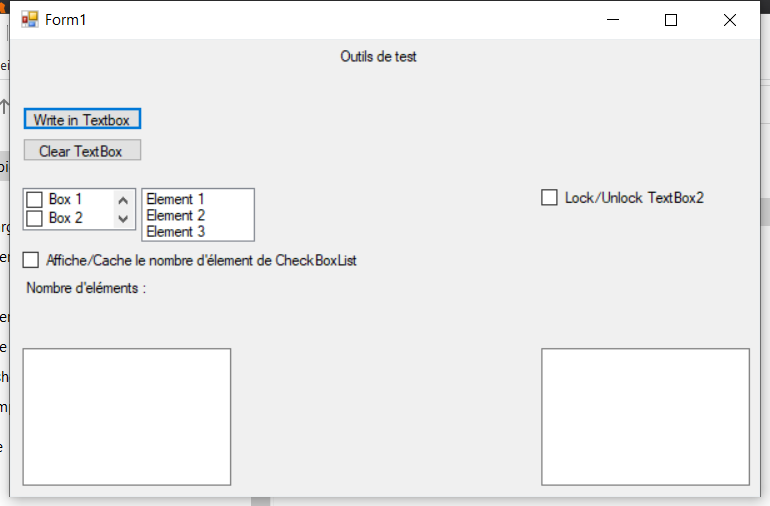 Form1
Outils de test
Write in Textbox
Clear TextBox
Box 1
Box 2
Element 1
Element 2
Element 3
Lock/Unlock TextBox2
Affiche/Cache le nombre d'élement de CheckBoxList
Nombre d'eléments :